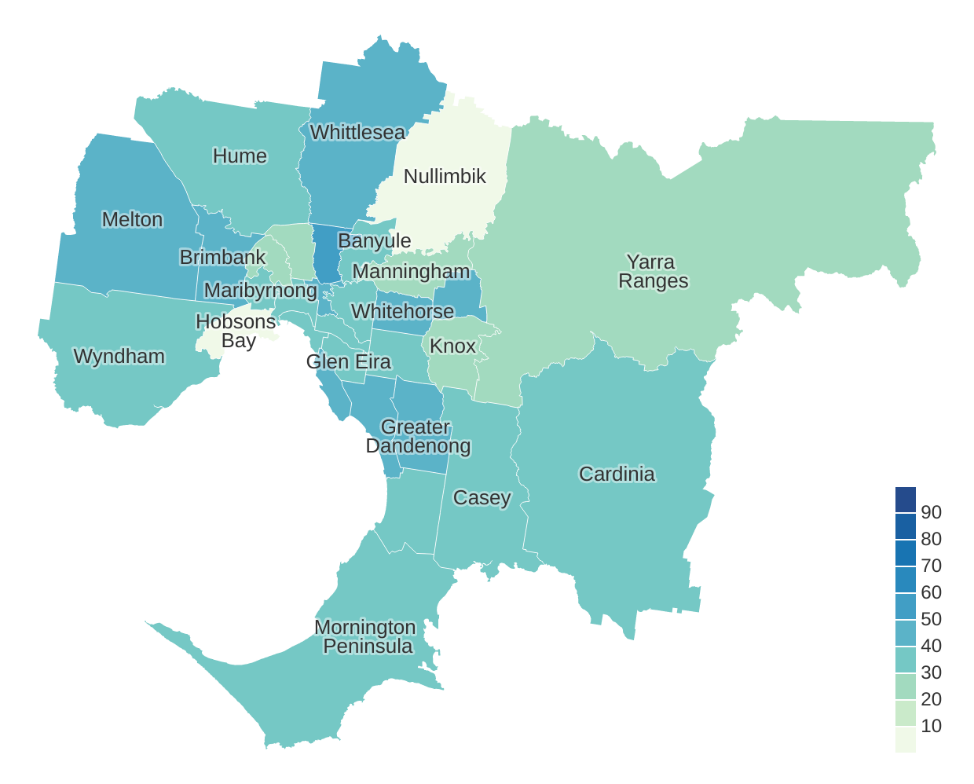 Whittlesea
Hume
Nullimbik
Melton
Banyule
Brimbank
Manningham
Yarra
Ranges
Maribyrnong
Whitehorse
Hobsons
Bay
Wyndham
Knox
Glen Eira
Greater
Dandenong
Cardinia
Casey
Mornington
Peninsula
90
80
70
60
50
40
30
20
10